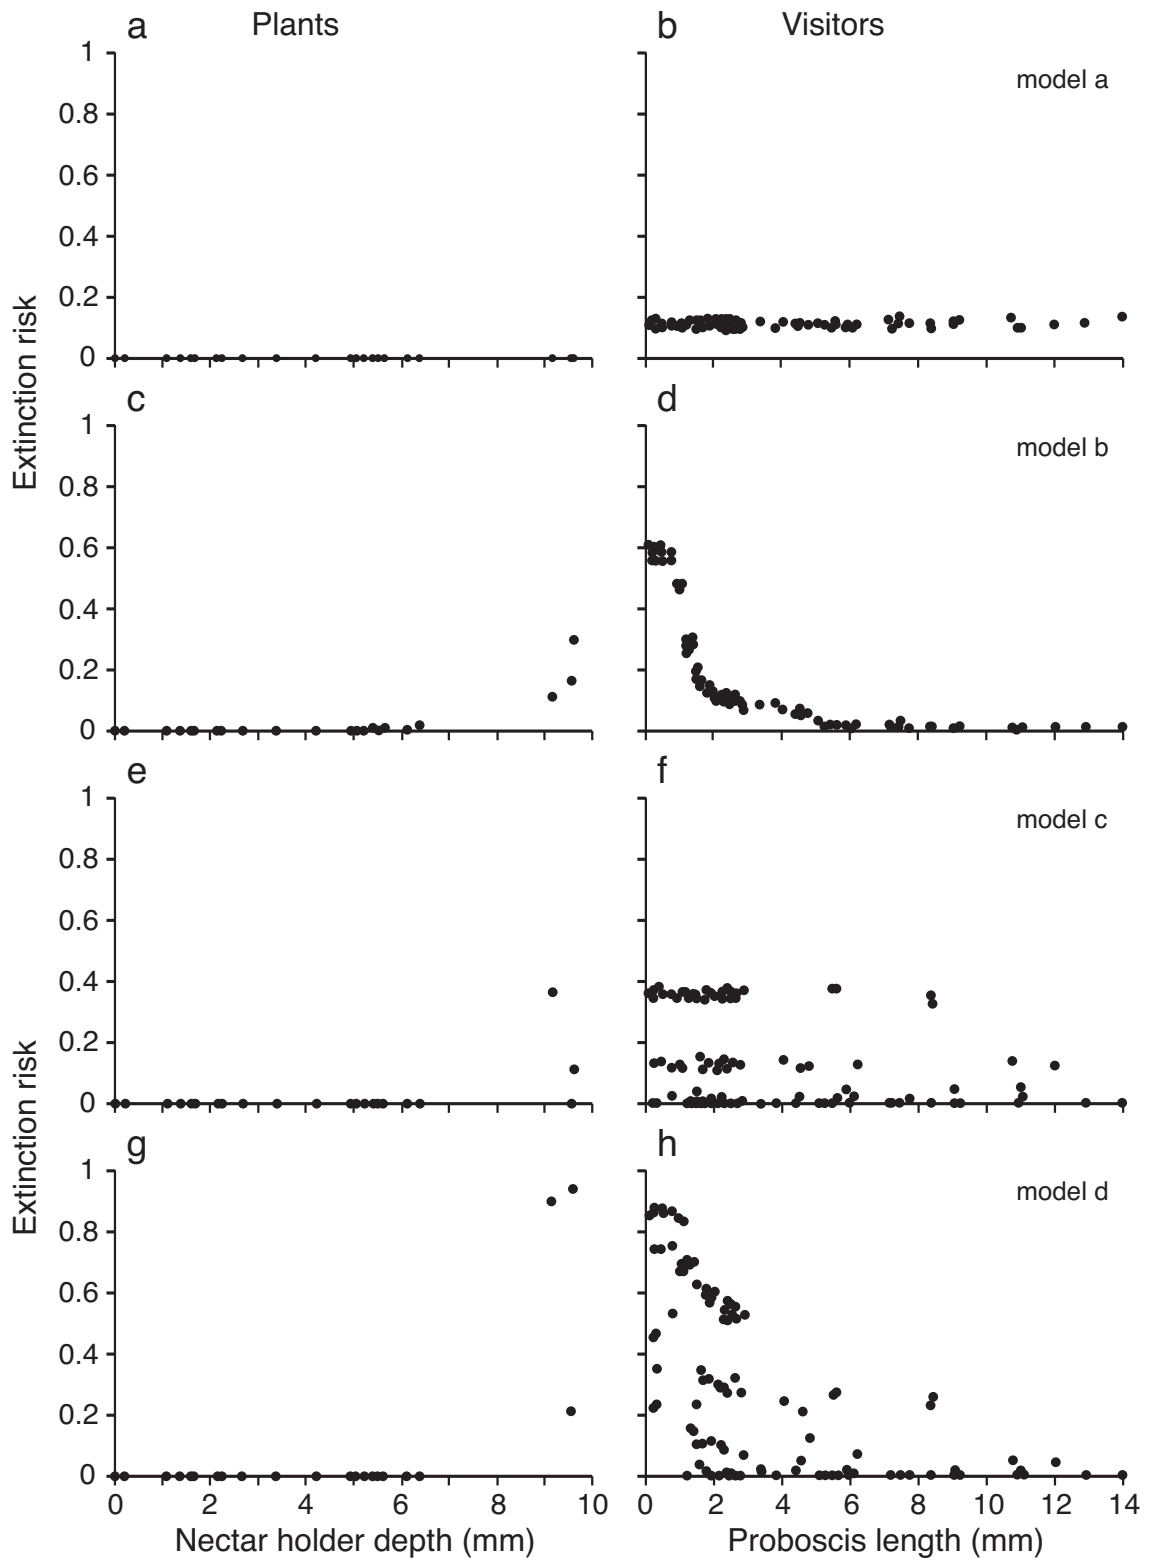 a Plants b Visitors
1
model a
0.8
0.6
0.4
0.2
0
c d
1
model b
0.8
0.6
0.4
0.2
0
Extinction risk
e f
1
model c
0.8
0.6
0.4
0.2
0
g h
1
model d
0.8
0.6
0.4
0.2
0
Extinction risk
0 2 4 6 8 10 0 2 4 6 8 10 12 14
Nectar holder depth (mm) Proboscis length (mm)